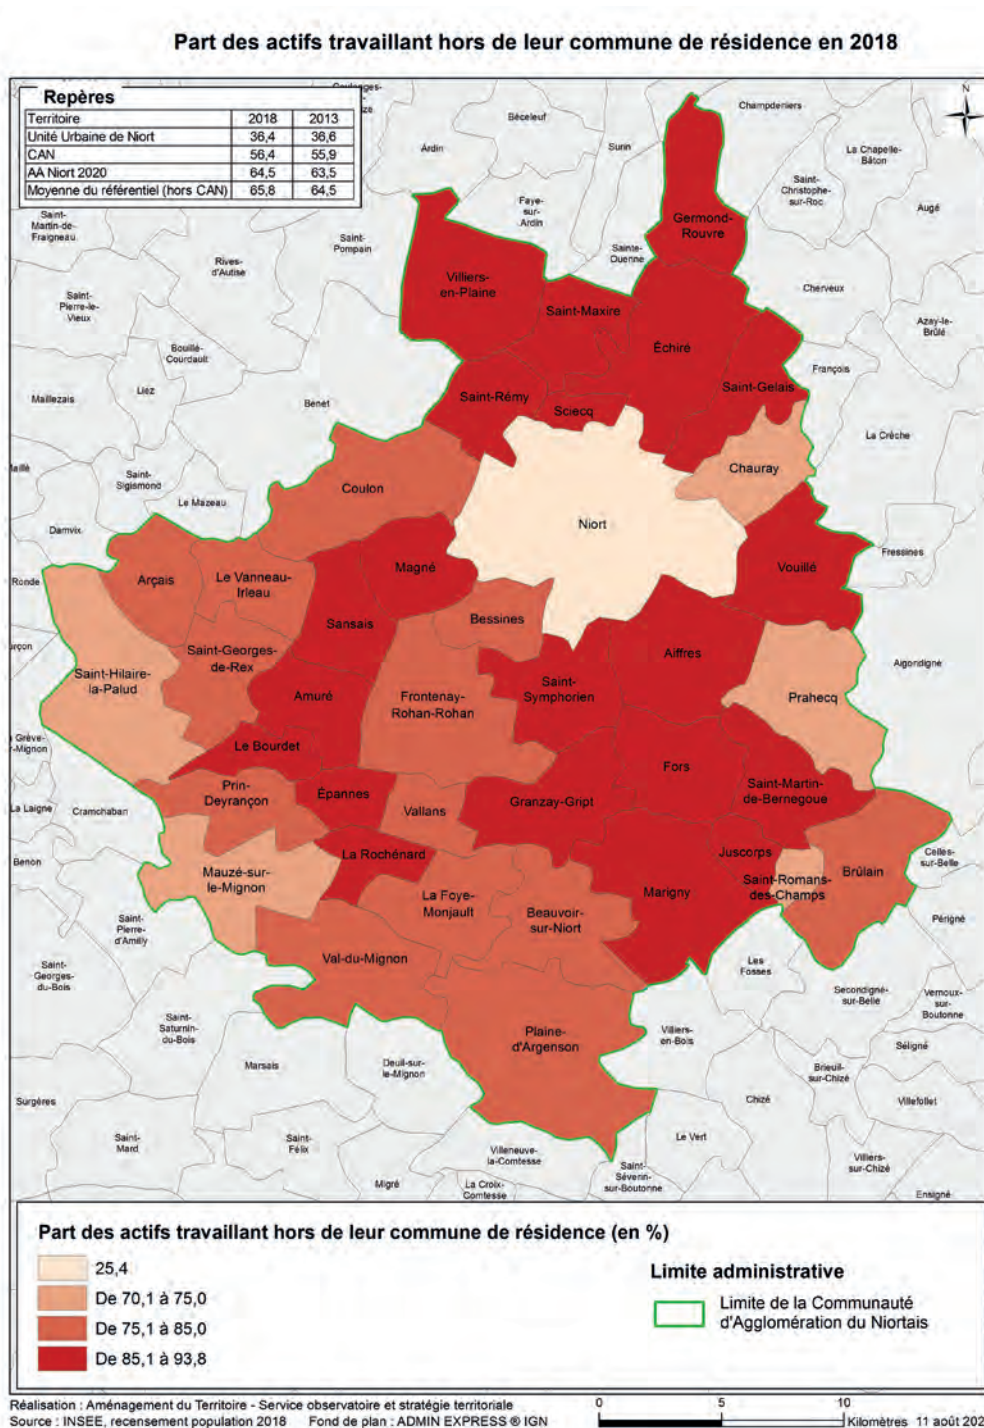 Part des actifs travaillant hors de leur commune de résidence en 2018
Repères
Territoire 2018 2013
Unité Urbaine de Niort 36,4 36,6
CAN 56,4 55,9
AA Niort 2020 64,5 63,5
Moyenne du référentiel (hors CAN) 65,8 64,5
N
Champdeniers
Béceleuf
Ardin
Surin
La Chapelle-
Bâton
Saint-
Christophe-
sur-Roc
Augé
Faye-
sur-
Ardin
Saint-
Martin-de-
Fraigneau
Saint-
Pompain
Sainte-
Ouenne
Germond-
Rouvre
Rives-
d'Autise
Villiers-
en-Plaine
Cherveux
Saint-
Pierre-le-
Vieux
Saint-Maxire
Azay-le-
Brûlé
Bouillé-
Courdault
Échiré
François
Liez
Maillezais
Benet
Saint-Rémy
Sciecq
Saint-Gelais
La Crèche
Chauray
Saint-
Sigismond
Le Mazeau
Coulon
Niort
Damvix
Fressines
Ronde
Arçais
Le Vanneau-
Irleau
Magné
Vouillé
Sansais
Bessines
Saint-Georges-
de-Rex
Aiffres
Aigondigné
Saint-Hilaire-
la-Palud
Amuré
Frontenay-
Rohan-Rohan
Saint-
Symphorien
Prahecq
Grève-
r-Mignon
Le Bourdet
Fors
Prin-
Deyrançon
Épannes
Vallans
Granzay-Gript
Saint-Martin-
de-Bernegoue
La Laigne
Cramchaban
Benon
La Rochénard
Juscorps
Celles-
sur-Belle
Mauzé-sur-
le-Mignon
La Foye-
Monjault
Beauvoir-
sur-Niort
Marigny
Saint-Romans-
des-Champs
Brûlain
Périgné
Saint-
Pierre-
d'Amilly
Val-du-Mignon
Les
Fosses
Saint-
Georges-
du-Bois
Secondigné-
sur-Belle
Vernoux-
sur-
Boutonne
Saint-
Saturnin-
du-Bois
Plaine-
d'Argenson
Villiers-
en-Bois
Séligné
Marsais
Deuil-sur-
le-Mignon
Brieuil-
sur-Chizé
Surgères
Chizé
Villefollet
Saint-
Mard
Saint-
Félix
Le Vert
Villeneuve-
la-Comtesse
Villiers-
sur-Chizé
Migré
La Croix-
Comtesse
Saint-
Séverin-
sur-Boutonne
Ensigné
Part des actifs travaillant hors de leur commune de résidence (en %)
25,4
De 70,1 à 75,0
De 75,1 à 85,0
De 85,1 à 93,8
Limite administrative
Limite de la Communauté
d'Agglomération du Niortais
Réalisation : Aménagement du Territoire - Service observatoire et stratégie territoriale
Source : INSEE, recensement population 2018 Fond de plan : ADMIN EXPRESS ® IGN
0 5 10
Kilomètres 11 août 202